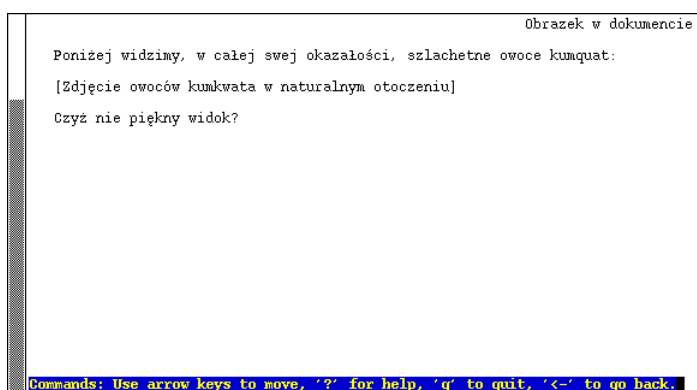 Obrazek w dokumencie
Poniżej widzimy, w całej swej okazałości, szlachetne owoce kumquat:
[Zdjęcie owoców kumkwata w naturalnym otoczeniu]
Czyż nie piękny widok?
Commands: Use arrow keys to move, '?' for help, 'q' to quit, '<-' to go back.